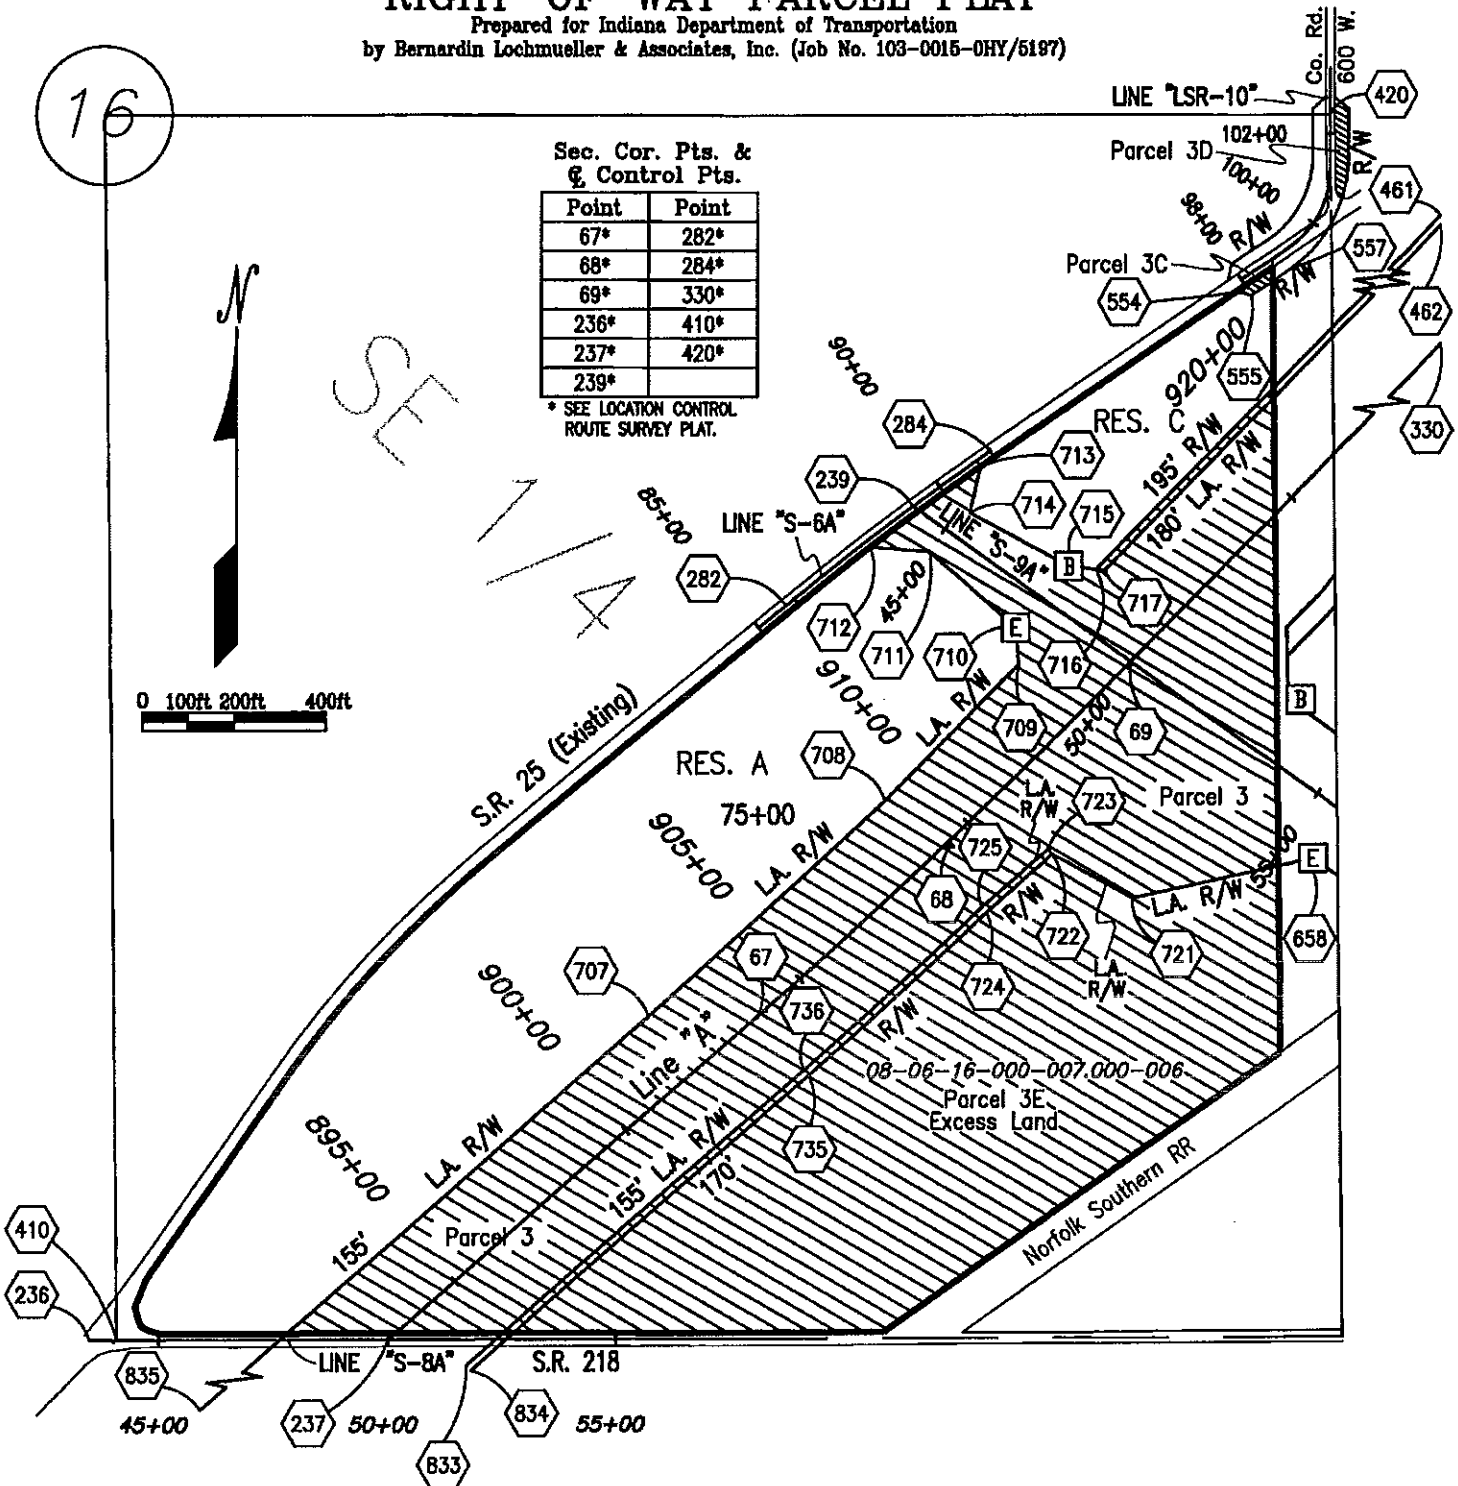 RIGHT OF WAY PARCEL PLAT
Prepared for Indiana Department of Transportation
by Bernardin Lochmueller & Associates, Inc. (Job No. 103-0015-0HY/5197)
16
Co. Rd.
600 W.
LINE "LSR-10"
420
102+00
Parcel 3D
R/W
100+00
461
98+00
R/W
557
Parcel 3C
R/W
554
462
Sec. Cor. Pts. &
℄ Control Pts.
Point Point
67* 282*
68* 284*
69* 330*
236* 410*
237* 420*
239*
* SEE LOCATION CONTROL
ROUTE SURVEY PLAT.
N
SE 1/4
0 100ft 200ft 400ft
90+00
920+00
555
284
RES. C
330
713
195' R/W
239
L.A. R/W
714
715
85+00
LINE "S-6A"
LINE "S-9A"
180'
B
282
717
45+00
712
711
710
E
716
910+00
L.A. R/W
709
69
B
S.R. 25 (Existing)
50+00
RES. A
708
L.A.
R/W
723
Parcel 3
75+00
905+00
725
55+00
E
L.A. R/W
L.A. R/W
68
R/W
722
721
658
67
707
900+00
724
L.A.
R/W
736
R/W
Line "A"
08-06-16-000-007.000-006
Parcel 3E
Excess Land
895+00
L.A. R/W
155' L.A. R/W
735
170'
Norfolk Southern RR
410
Parcel 3
155'
236
LINE "S-8A"
S.R. 218
835
45+00
237
50+00
834
55+00
833